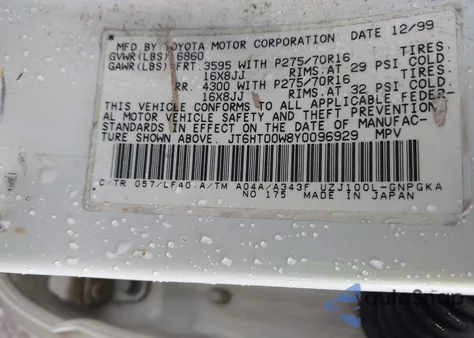 MFD.BY TOYOTA MOTOR CORPORATION DATE 12/99
GVWR(LBS) 6860
GAWR(LBS) FRT. 3595 WITH P275/70R16
16X8JJ RIMS.AT 29 PSI COLD.
RR. 4300 WITH P275/70R16
16X8JJ RIMS.AT 32 PSI COLD.
THIS VEHICLE CONFORMS TO ALL APPLICABLE FEDER-
AL MOTOR VEHICLE SAFETY AND THEFT PREVENTION
STANDARDS IN EFFECT ON THE DATE OF MANUFAC-
TURE SHOWN ABOVE. JT6HT00W8Y0096929 MPV
C/TR 057/LF40 A/TM A04A/A343F UZJ100L-GNPGKA
NO 175 MADE IN JAPAN
AutoSnap